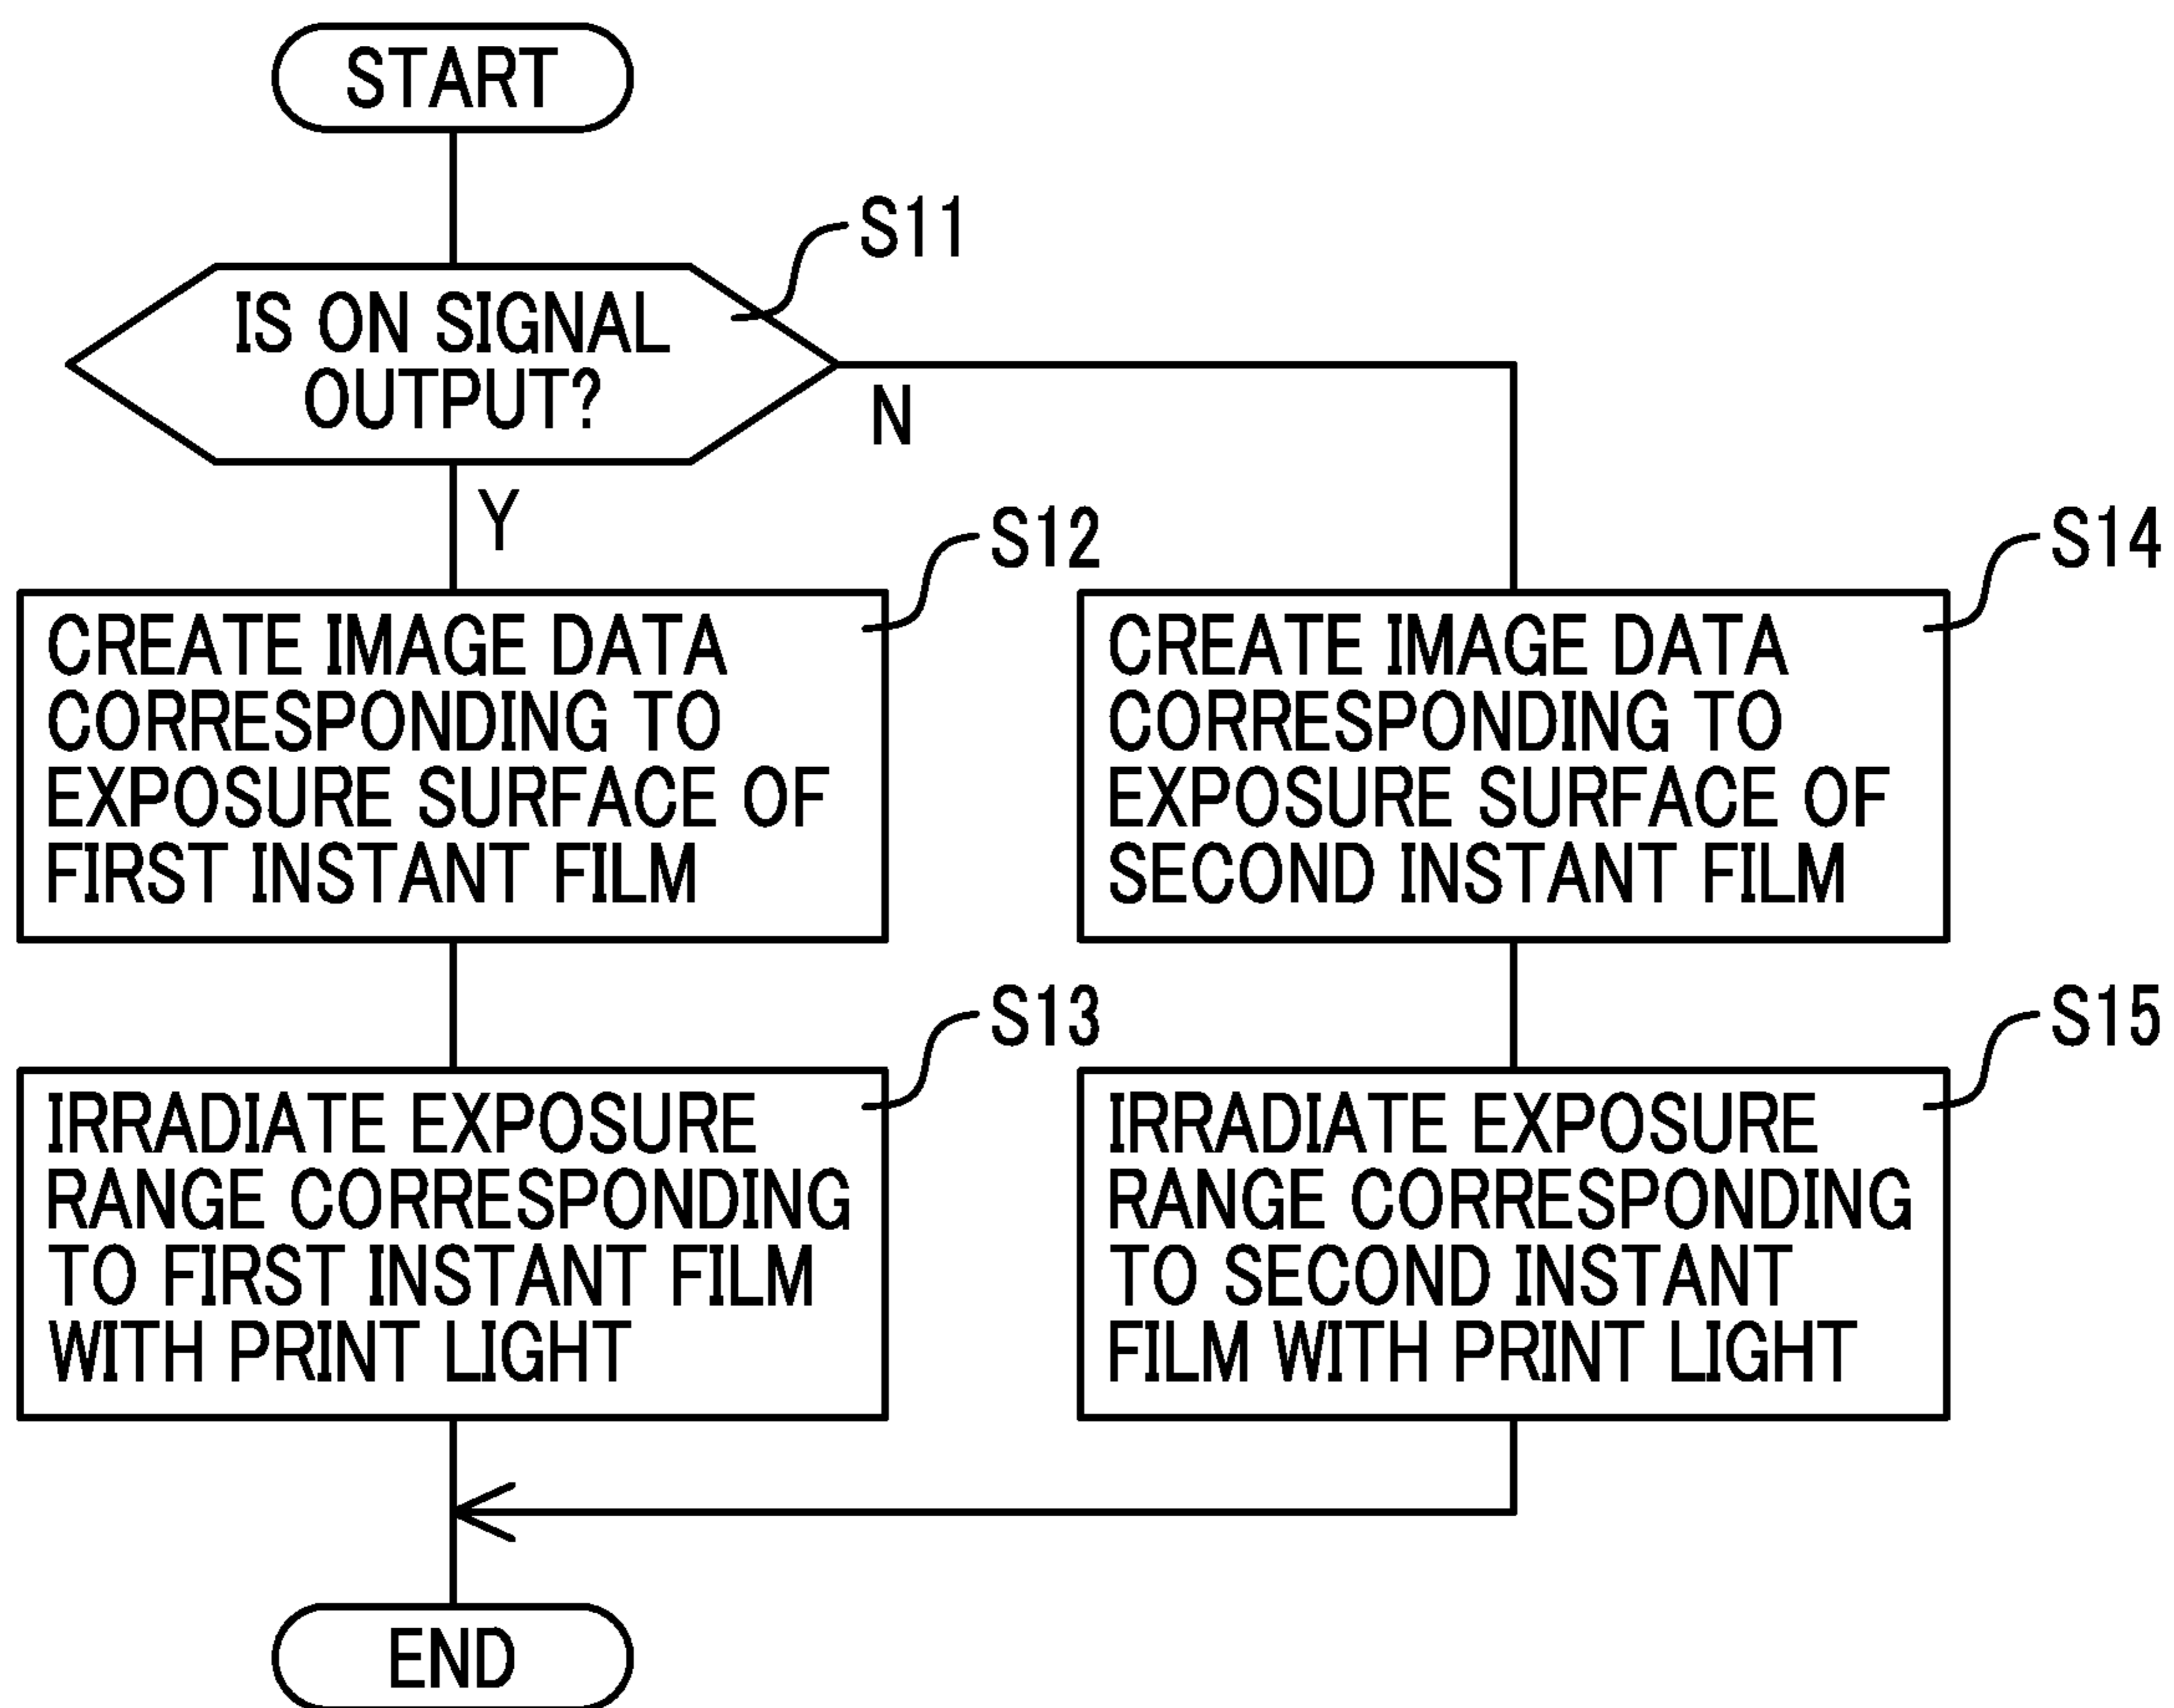 START
S11
IS ON SIGNAL
OUTPUT?
N
Y
S12
CREATE IMAGE DATA
CORRESPONDING TO
EXPOSURE SURFACE OF
FIRST INSTANT FILM
S14
CREATE IMAGE DATA
CORRESPONDING TO
EXPOSURE SURFACE OF
SECOND INSTANT FILM
S13
IRRADIATE EXPOSURE
RANGE CORRESPONDING
TO FIRST INSTANT FILM
WITH PRINT LIGHT
S15
IRRADIATE EXPOSURE
RANGE CORRESPONDING
TO SECOND INSTANT
FILM WITH PRINT LIGHT
END